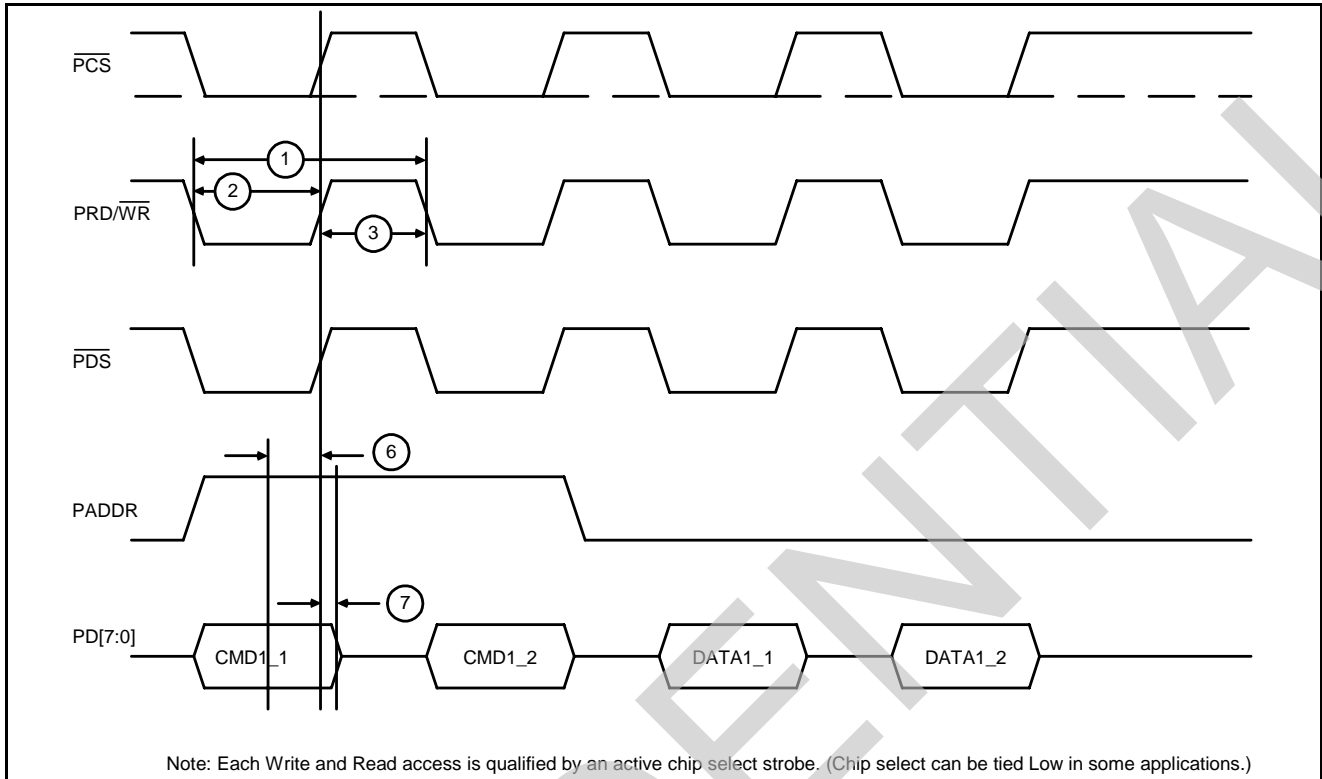 PCS
1
2
PRD/WR
3
PDS
6
PADDR
7
PD[7:0]
CMD1_1
CMD1_2
DATA1_1
DATA1_2
Note: Each Write and Read access is qualified by an active chip select strobe. (Chip select can be tied Low in some applications.)
ENTIAL